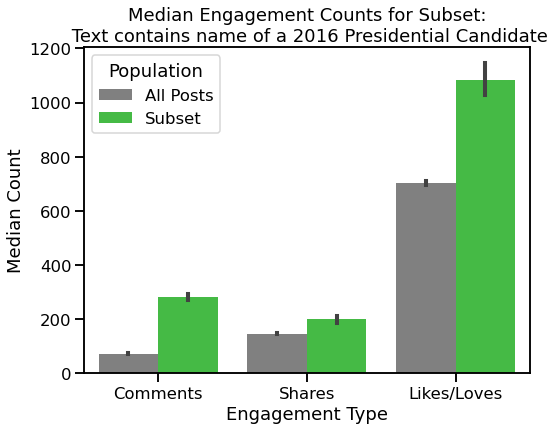 Median Engagement Counts for Subset:
Text contains name of a 2016 Presidential Candidate
Population
All Posts
Subset
Median Count
1200
1000
800
600
400
200
0
Comments
Shares
Likes/Loves
Engagement Type